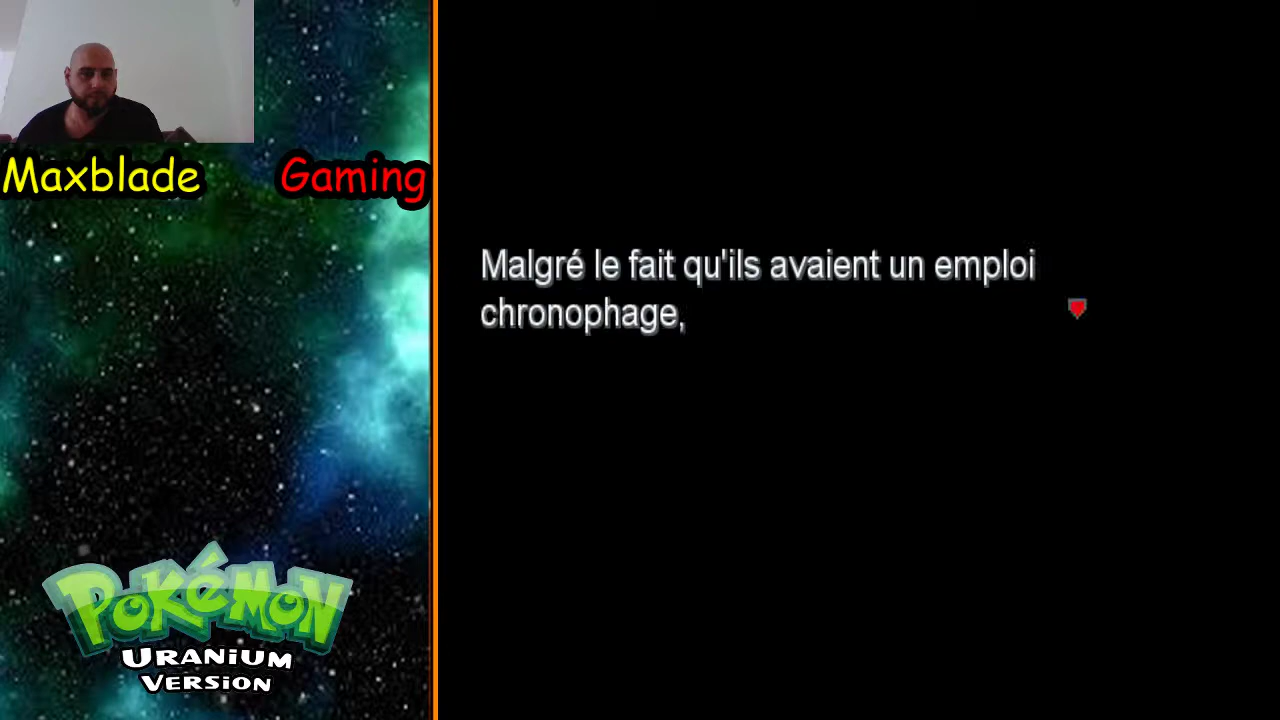 Maxblade Gaming
Malgré le fait qu'ils avaient un emploi
chronophage,
POKéMON
URANIUM
VERSION